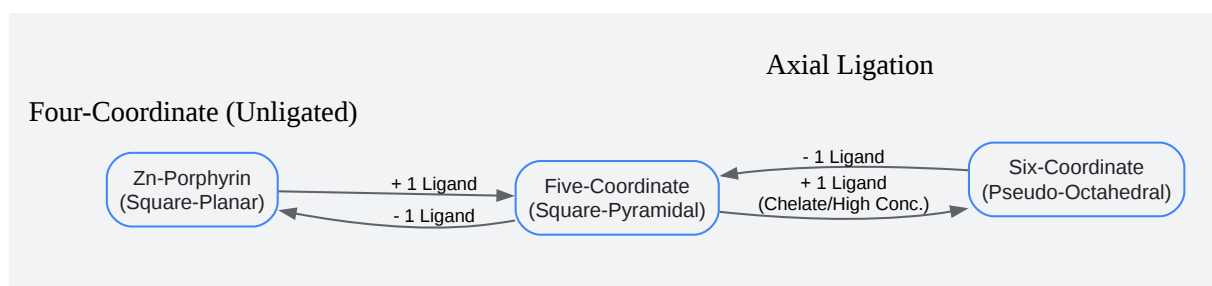 Axial Ligation
Four-Coordinate (Unligated)
Zn-Porphyrin
(Square-Planar)
+ 1 Ligand
- 1 Ligand
Five-Coordinate
(Square-Pyramidal)
- 1 Ligand
+ 1 Ligand
(Chelate/High Conc.)
Six-Coordinate
(Pseudo-Octahedral)